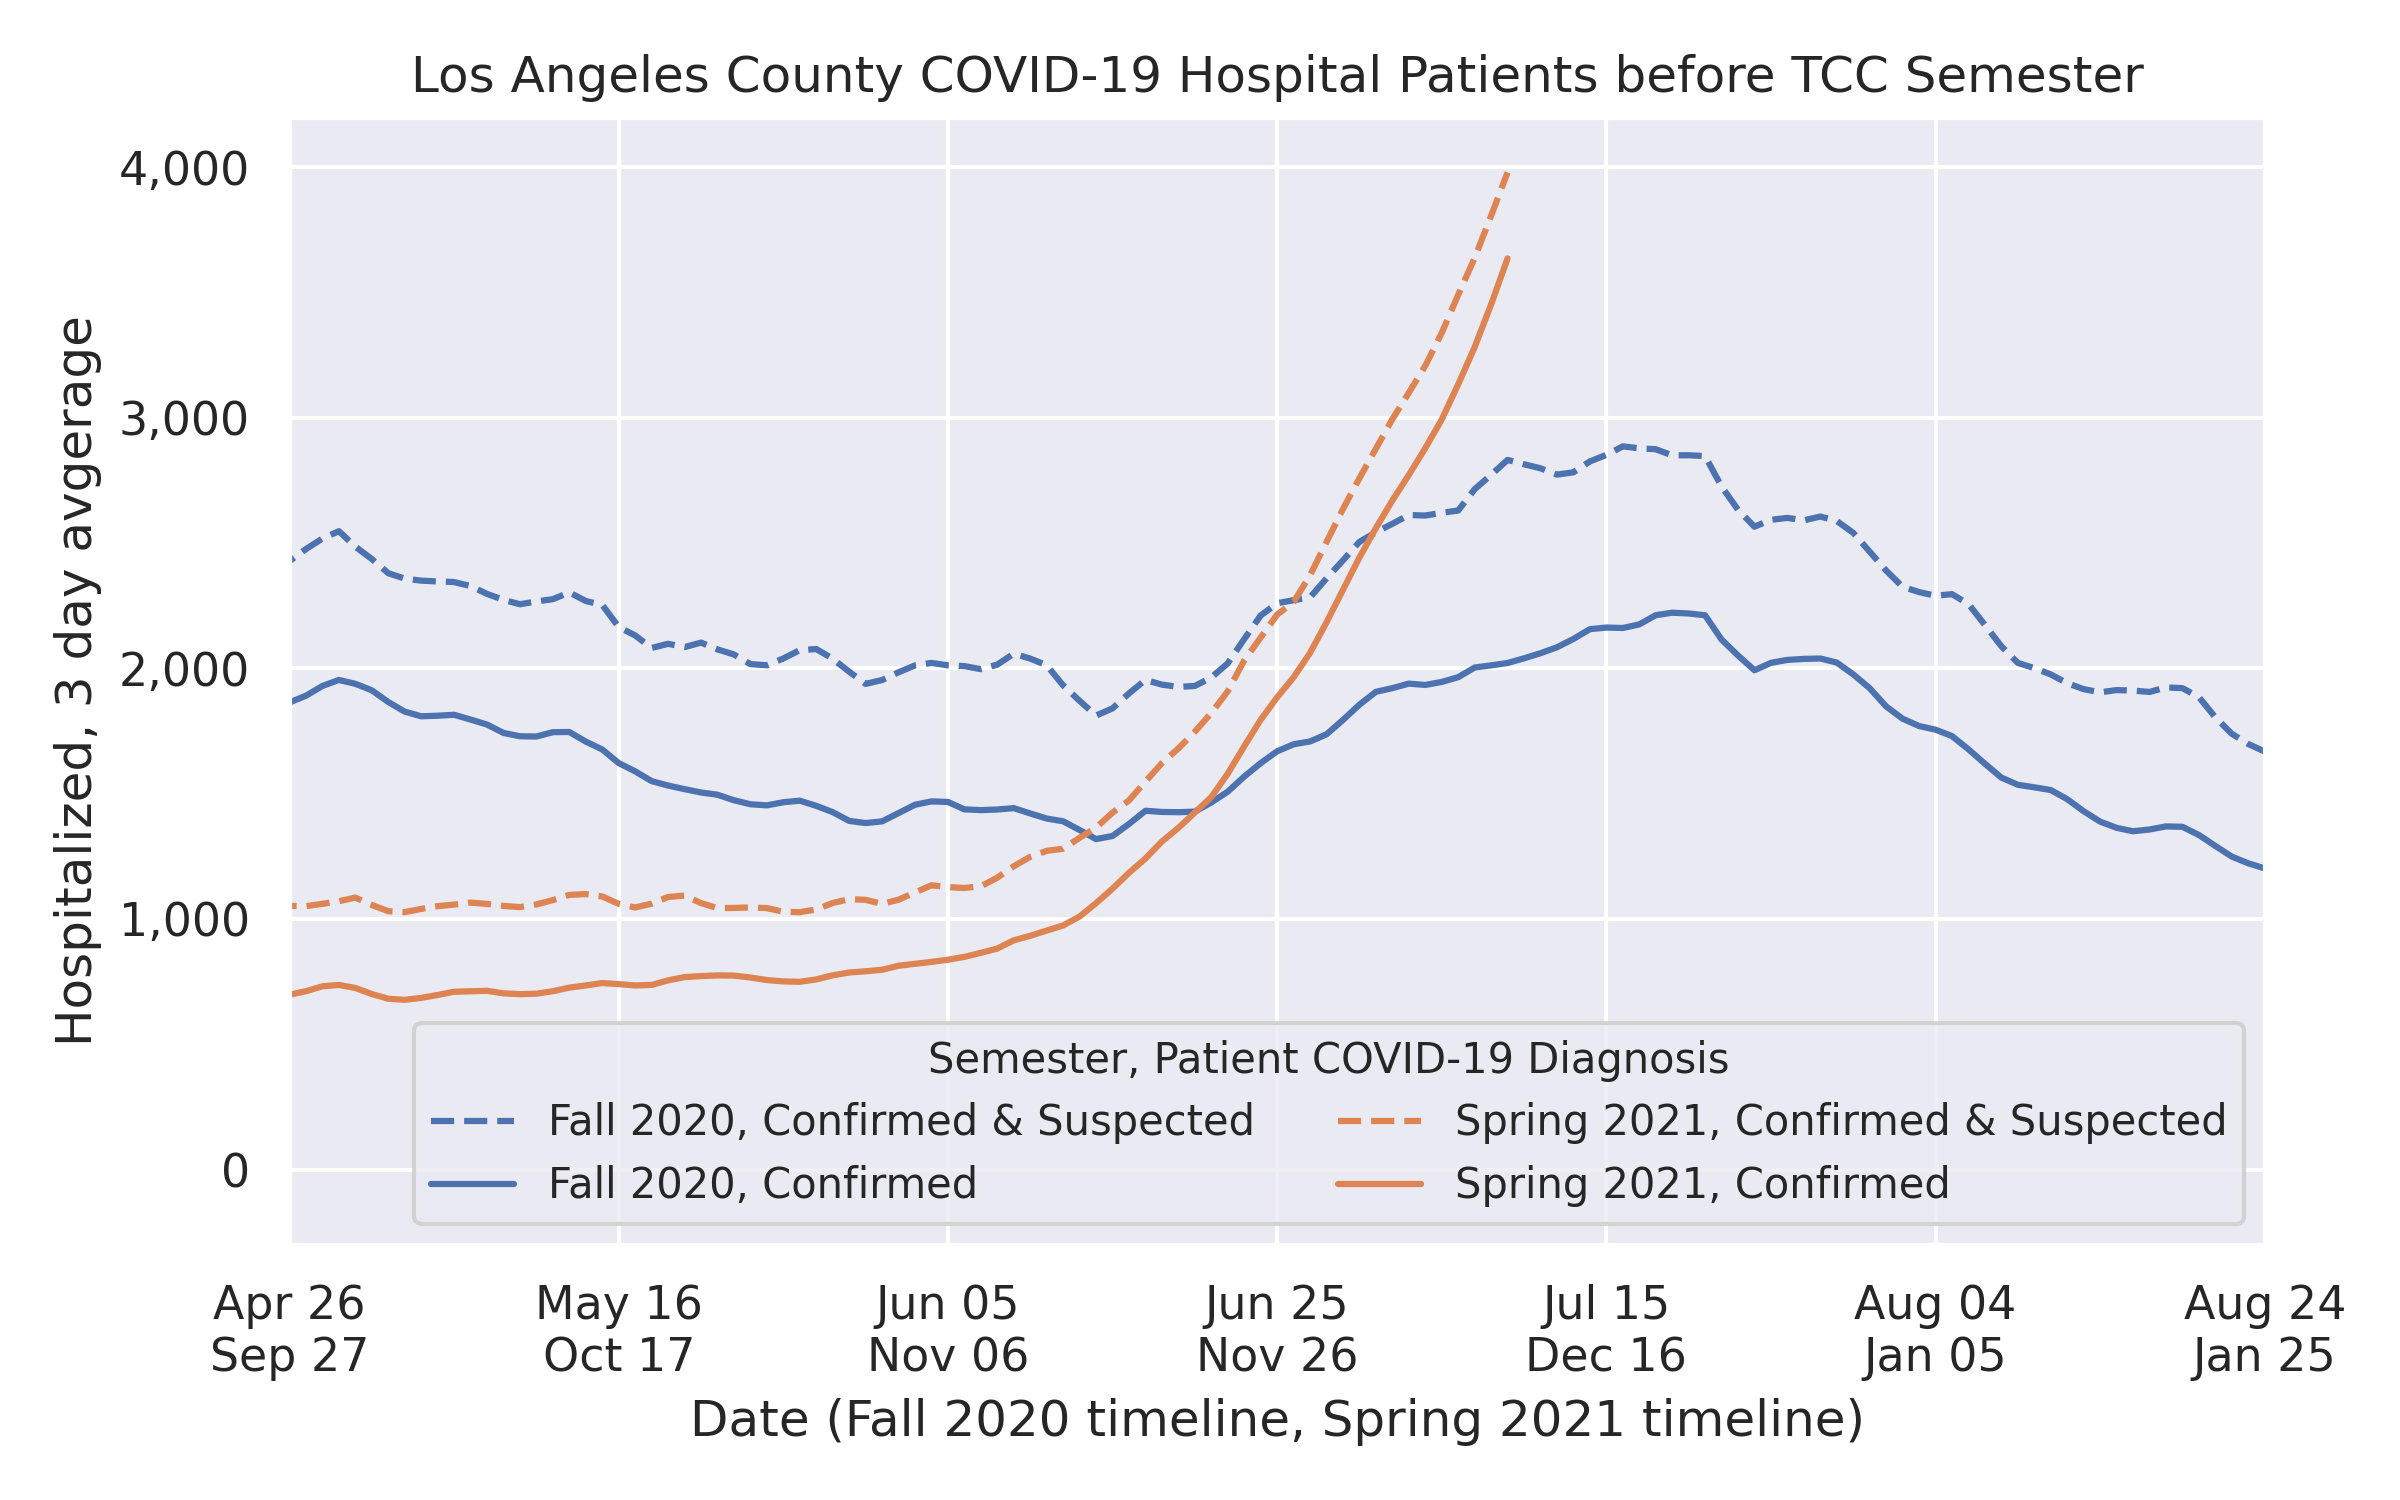 Los Angeles County COVID-19 Hospital Patients before TCC Semester
Hospitalized, 3 day avgerage
4,000
3,000
2,000
1,000
0
Semester, Patient COVID-19 Diagnosis
Fall 2020, Confirmed & Suspected
Fall 2020, Confirmed
Spring 2021, Confirmed & Suspected
Spring 2021, Confirmed
Apr 26 May 16 Jun 05 Jun 25 Jul 15 Aug 04 Aug 24
Sep 27 Oct 17 Nov 06 Nov 26 Dec 16 Jan 05 Jan 25
Date (Fall 2020 timeline, Spring 2021 timeline)